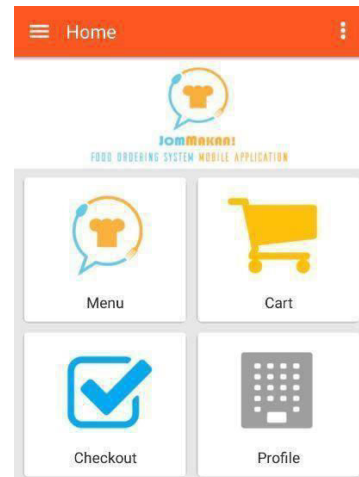 Home
JOMMAKAN!
FOOD ORDERING SYSTEM MOBILE APPLICATION
Menu
Cart
Checkout
Profile